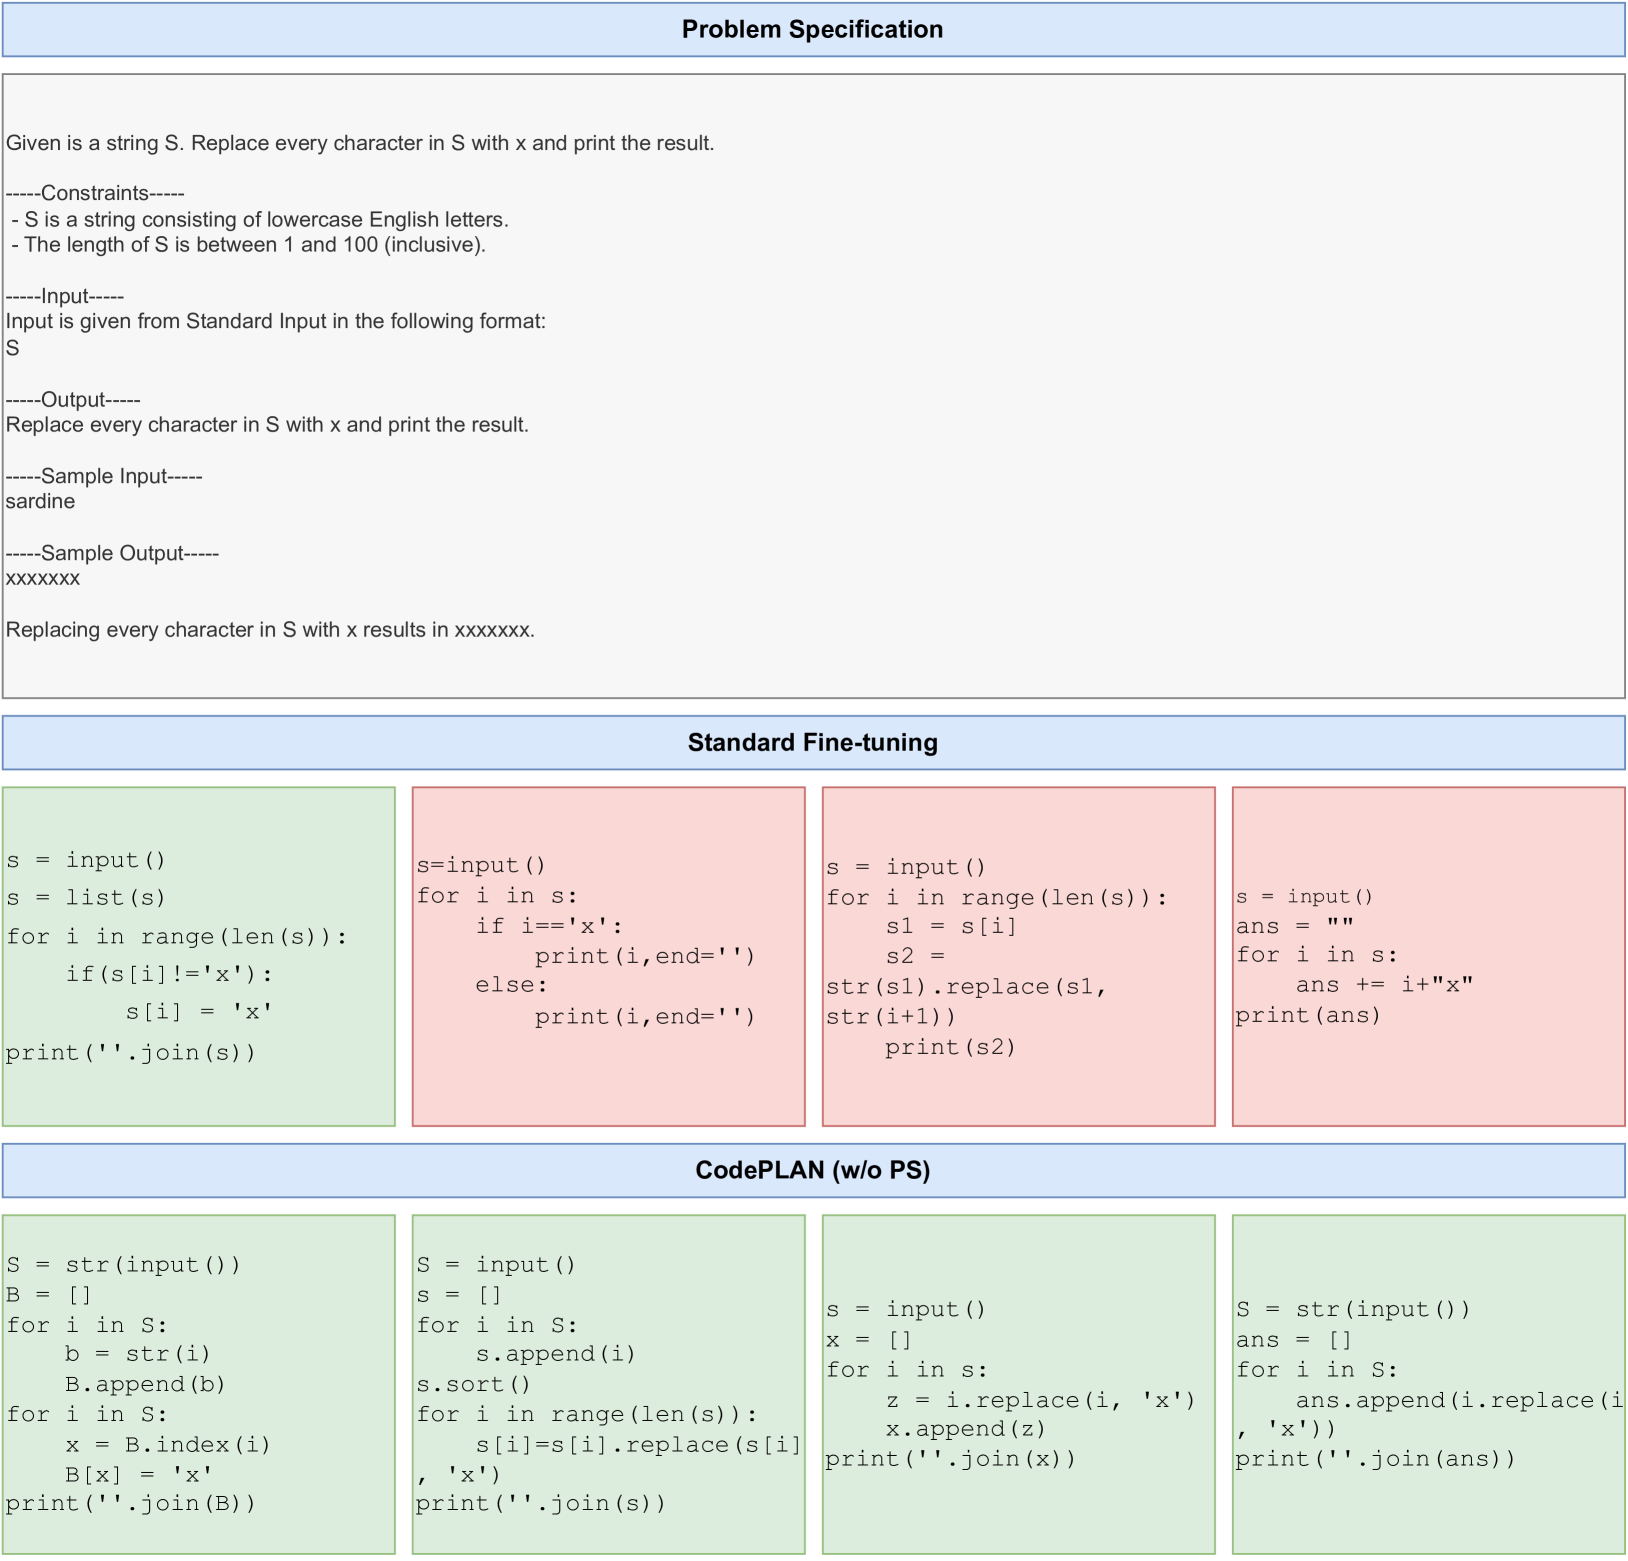 Problem Specification
Given is a string S. Replace every character in S with x and print the result.
-----Constraints-----
 - S is a string consisting of lowercase English letters.
 - The length of S is between 1 and 100 (inclusive).
-----Input-----
Input is given from Standard Input in the following format:
S
-----Output-----
Replace every character in S with x and print the result.
-----Sample Input-----
sardine
-----Sample Output-----
xxxxxxx
Replacing every character in S with x results in xxxxxxx.
Standard Fine-tuning
s = input()
s = list(s)
for i in range(len(s)):
    if(s[i]!='x'):
        s[i] = 'x'
print(''.join(s))
s=input()
for i in s:
    if i=='x':
        print(i,end='')
    else:
        print(i,end='')
s = input()
for i in range(len(s)):
    s1 = s[i]
    s2 =
str(s1).replace(s1,
str(i+1))
    print(s2)
s = input()
ans = ""
for i in s:
    ans += i+"x"
print(ans)
CodePLAN (w/o PS)
S = str(input())
B = []
for i in S:
    b = str(i)
    B.append(b)
for i in S:
    x = B.index(i)
    B[x] = 'x'
print(''.join(B))
S = input()
s = []
for i in S:
    s.append(i)
s.sort()
for i in range(len(s)):
    s[i]=s[i].replace(s[i]
, 'x')
print(''.join(s))
s = input()
x = []
for i in s:
    z = i.replace(i, 'x')
    x.append(z)
print(''.join(x))
S = str(input())
ans = []
for i in S:
    ans.append(i.replace(i
, 'x'))
print(''.join(ans))